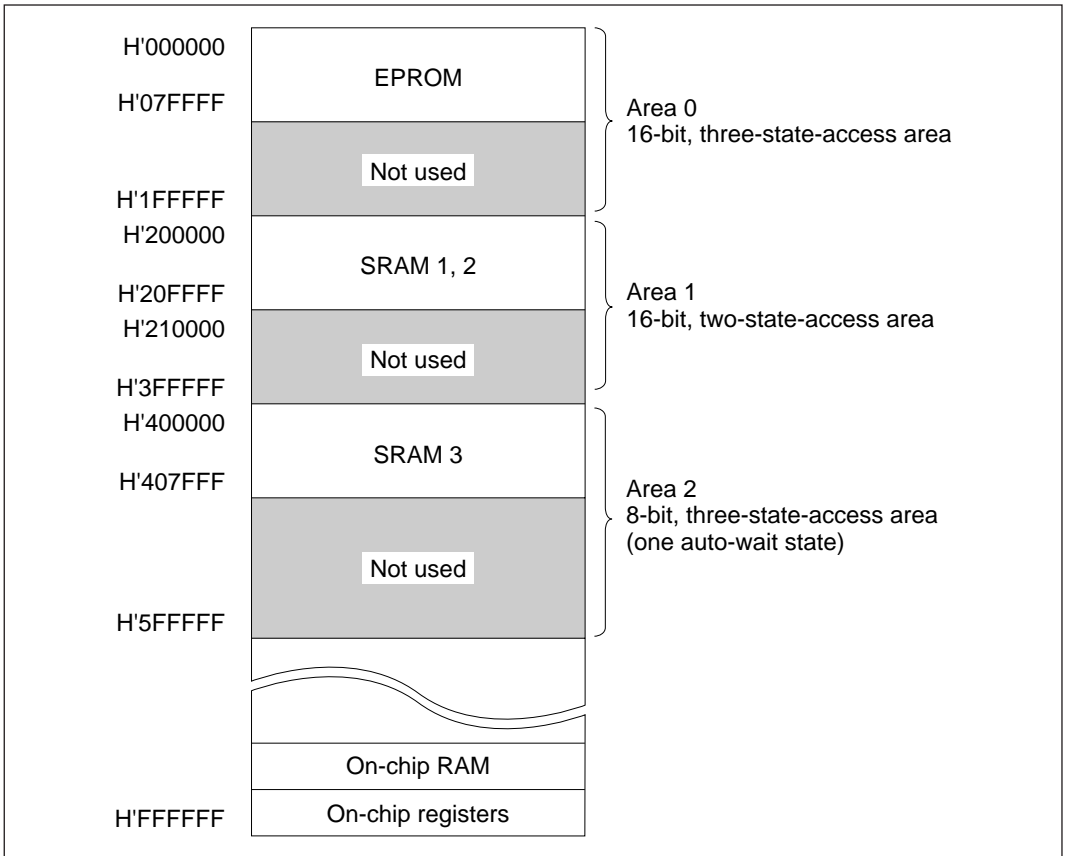 H'000000
EPROM
H'07FFFF
Area 0
16-bit, three-state-access area
Not used
H'1FFFFF
H'200000
SRAM 1, 2
H'20FFFF
Area 1
16-bit, two-state-access area
H'210000
Not used
H'3FFFFF
H'400000
SRAM 3
H'407FFF
Area 2
8-bit, three-state-access area
(one auto-wait state)
Not used
H'5FFFFF
On-chip RAM
On-chip registers
H'FFFFFF